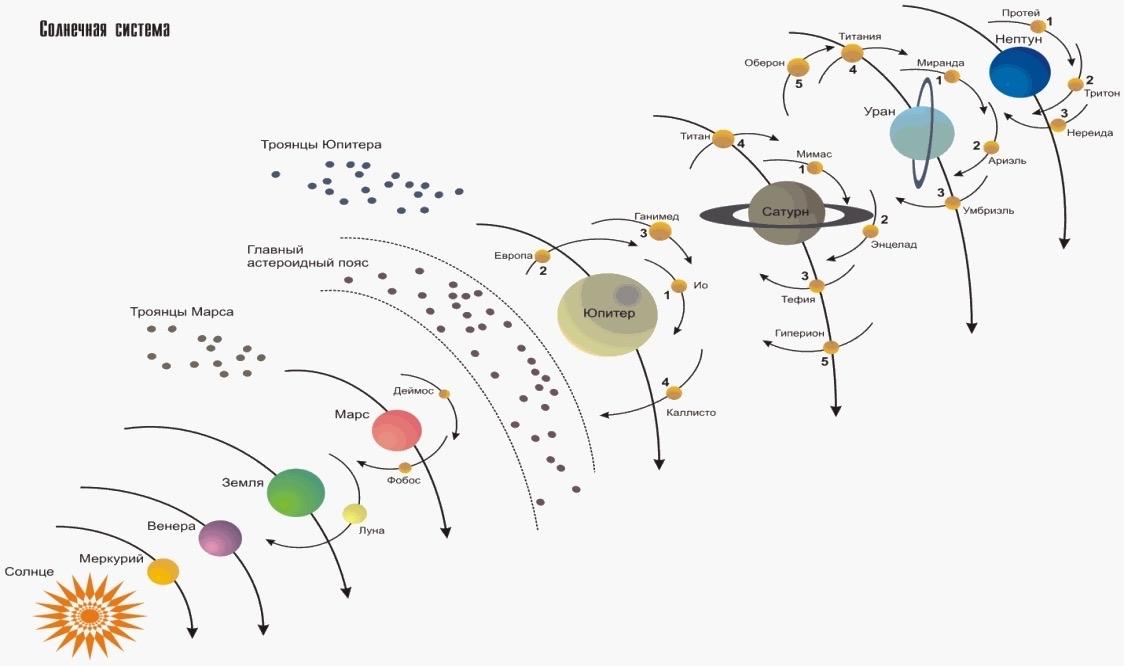 Солнечная система
Протей
1
Нептун
2
Тритон
3
Нереида
Титания
4
Оберон
5
Миранда
1
Уран
2
Ариэль
3
Умбриэль
Титан
4
Мимас
1
Сатурн
2
Энцелад
3
Тефия
Гиперион
5
Троянцы Юпитера
Ганимед
3
Европа
2
Ио
1
Юпитер
4
Каллисто
Главный
астероидный пояс
Троянцы Марса
Деймос
Марс
Фобос
Земля
Луна
Венера
Меркурий
Солнце